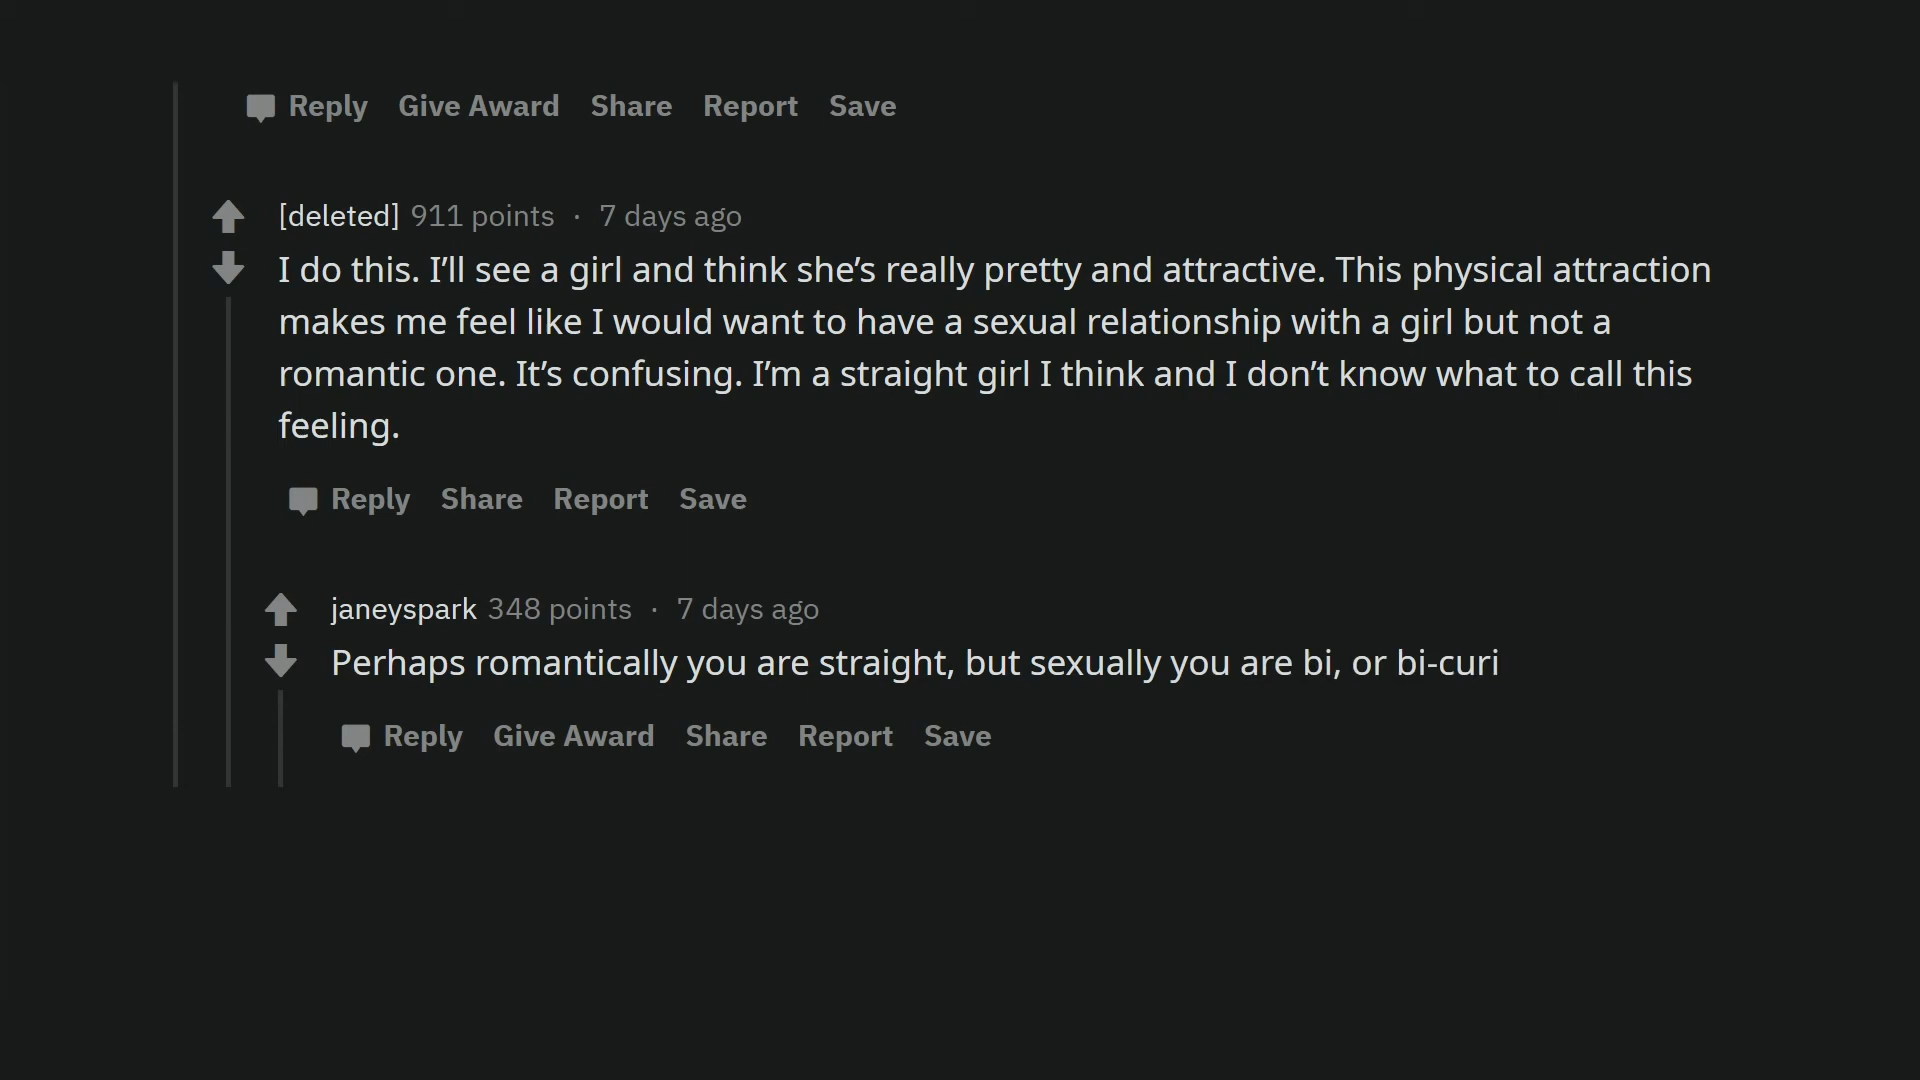 Reply Give Award Share Report Save
[deleted] 911 points · 7 days ago
I do this. I’ll see a girl and think she’s really pretty and attractive. This physical attraction
makes me feel like I would want to have a sexual relationship with a girl but not a
romantic one. It’s confusing. I’m a straight girl I think and I don’t know what to call this
feeling.
Reply Share Report Save
janeyspark 348 points · 7 days ago
Perhaps romantically you are straight, but sexually you are bi, or bi-curi
Reply Give Award Share Report Save